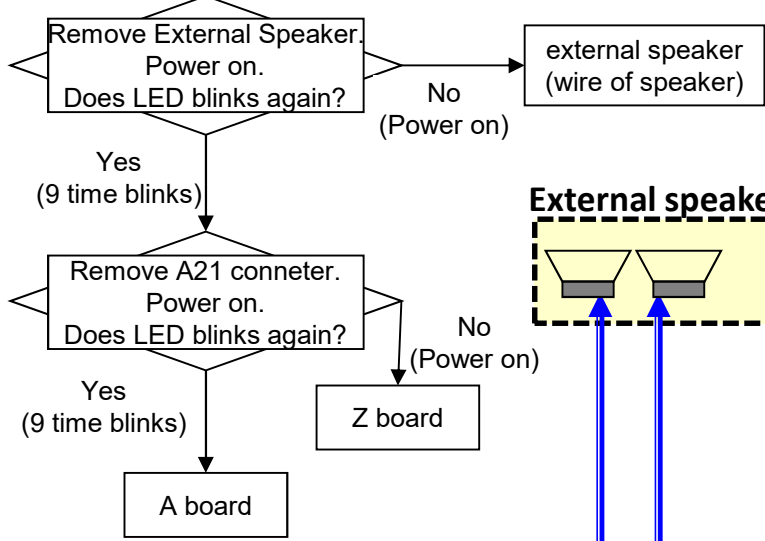 Remove External Speaker.
Power on.
Does LED blinks again?
external speaker
(wire of speaker)
No
(Power on)
Yes
(9 time blinks)
External speake
Remove A21 conneter.
Power on.
Does LED blinks again?
No
(Power on)
Yes
(9 time blinks)
Z board
A board